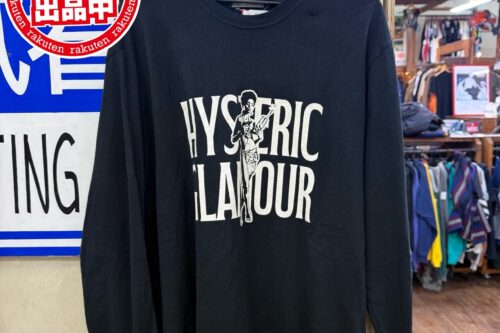 出品中
rakuten rakuten rakuten
TING
HYSTERIC
GLAMOUR